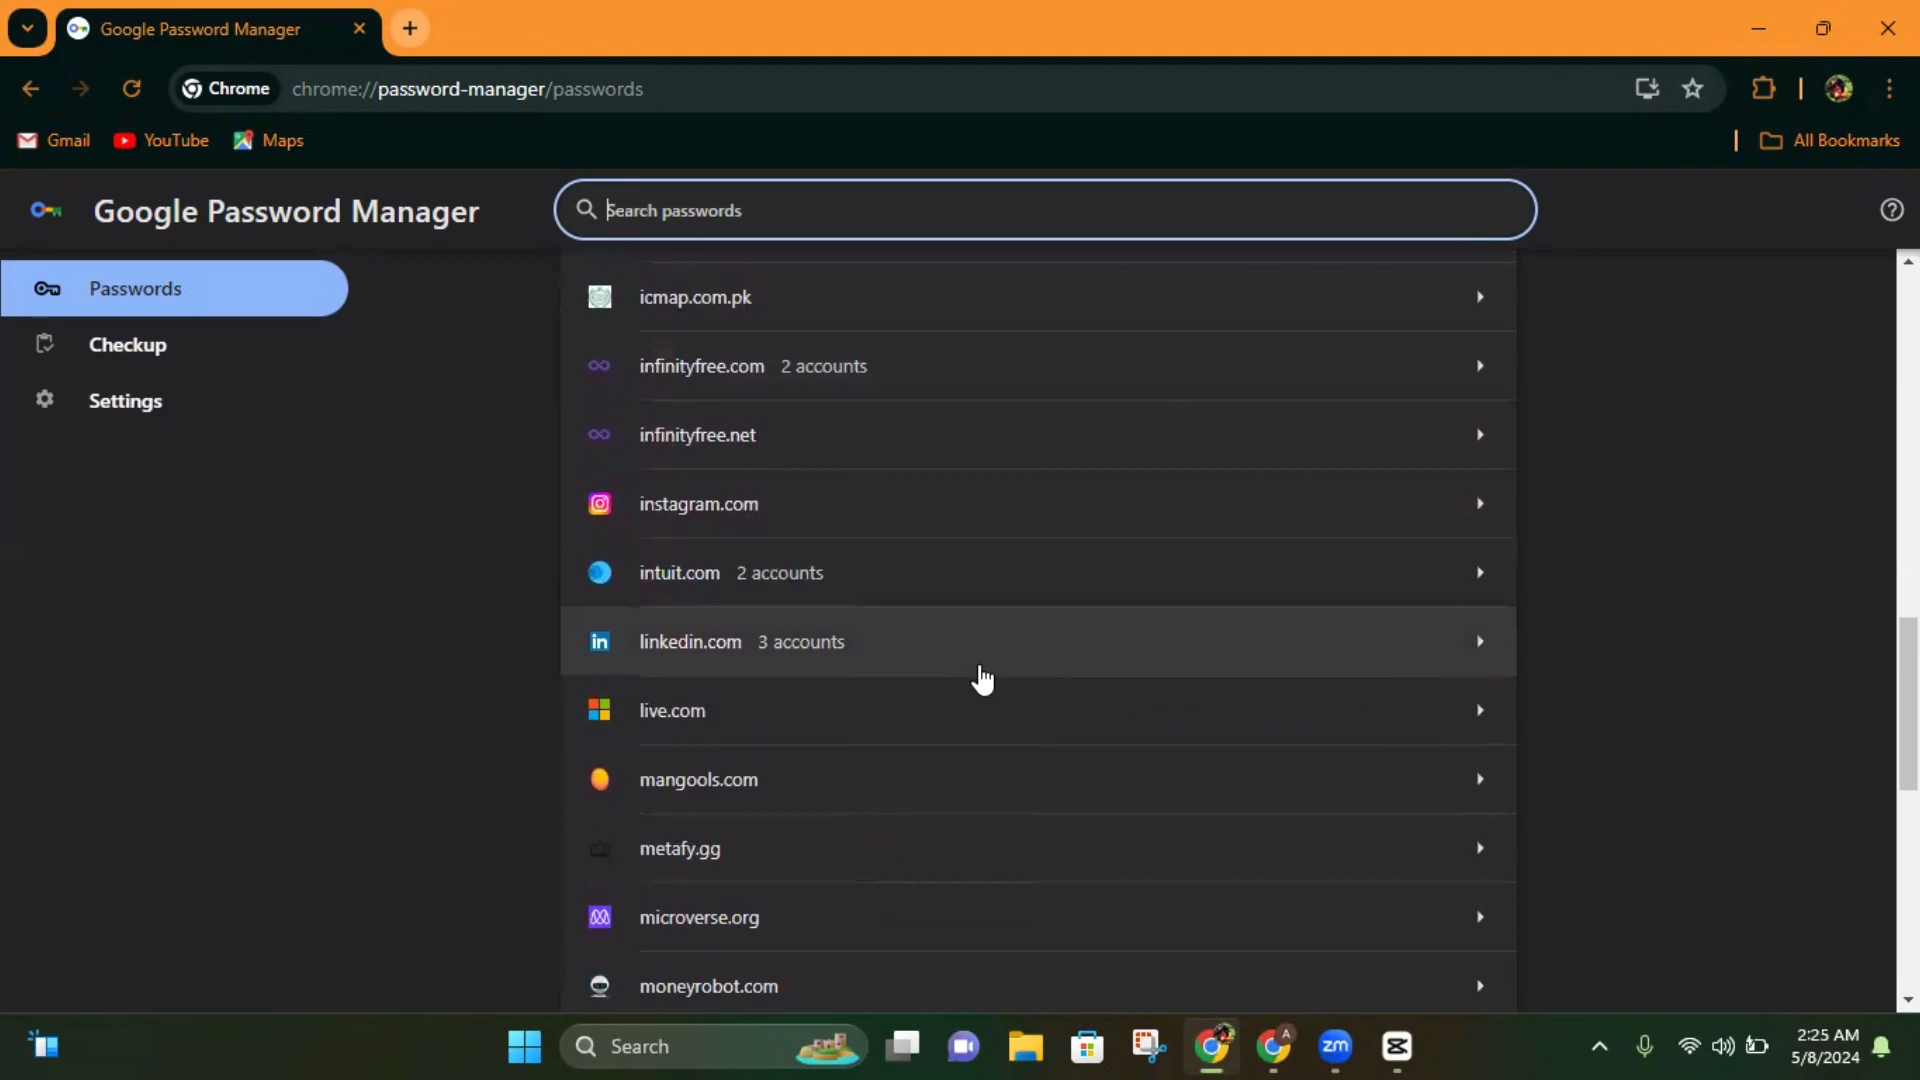 Google Password Manager
Chrome chrome://password-manager/passwords
Gmail YouTube Maps All Bookmarks
Google Password Manager
Search passwords
Passwords
Checkup
Settings
icmap.com.pk
infinityfree.com 2 accounts
infinityfree.net
instagram.com
intuit.com 2 accounts
linkedin.com 3 accounts
live.com
mangools.com
metafy.gg
microverse.org
moneyrobot.com
Search
A
zm
2:25 AM
5/8/2024